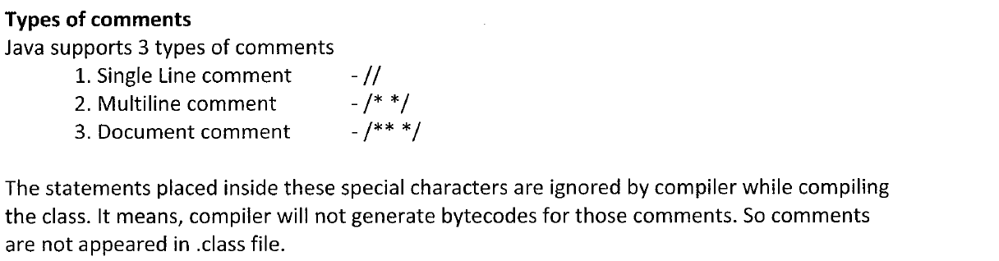 Types of comments
Java supports 3 types of comments
1. Single Line comment - //
2. Multiline comment - /* */
3. Document comment - /** */
The statements placed inside these special characters are ignored by compiler while compiling
the class. It means, compiler will not generate bytecodes for those comments. So comments
are not appeared in .class file.